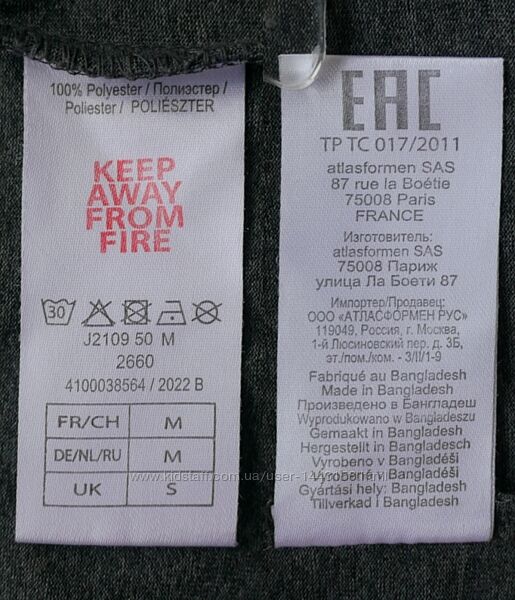 100% Polyester / Полиэстер /
Poliester / POLIÉSZTER
KEEP
AWAY
FROM
FIRE
30
J2109 50 M
2660
4100038564 / 2022 B
FR/CH M
DE/NL/RU M
UK S
EAC
ТР ТС 017/2011
atlasformen SAS
87 rue la Boétie
75008 Paris
FRANCE
Изготовитель:
atlasformen SAS
75008 Париж
улица Ла Боети 87
Импортер/Продавец:
ООО «АТЛАСФОРМЕН РУС»
119049, Россия, г. Москва,
1-й Люсиновский пер. д. 3Б,
эт./пом./ком. - 3/II/1-9
Fabriqué au Bangladesh
Made in Bangladesh
Произведено в Бангладеш
Wyprodukowano w Bangladeszu
Gemaakt in Bangladesh
Hergestellt in Bangladesch
Vyrobeno v Bangladéši
Vyrobené v Bangladéši
Gyártási hely: Bangladesh
Tillverkad i Bangladesh